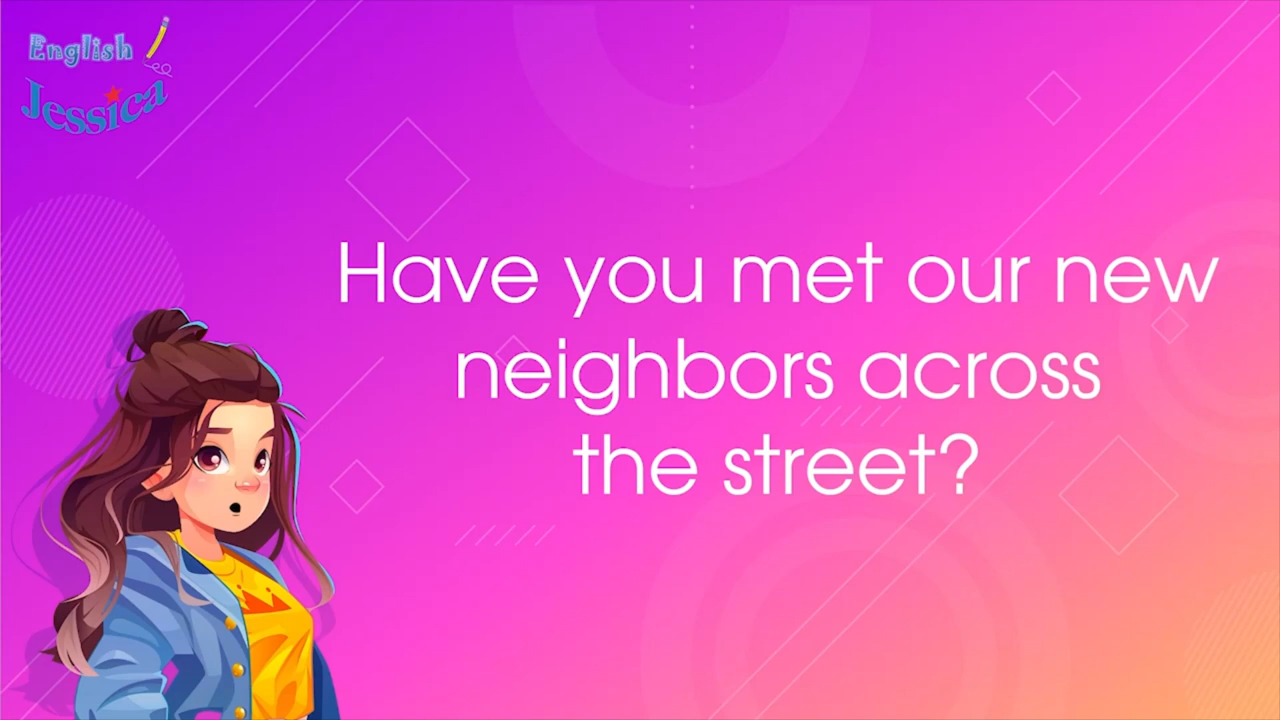 English
Jessica
Have you met our new
neighbors across
the street?